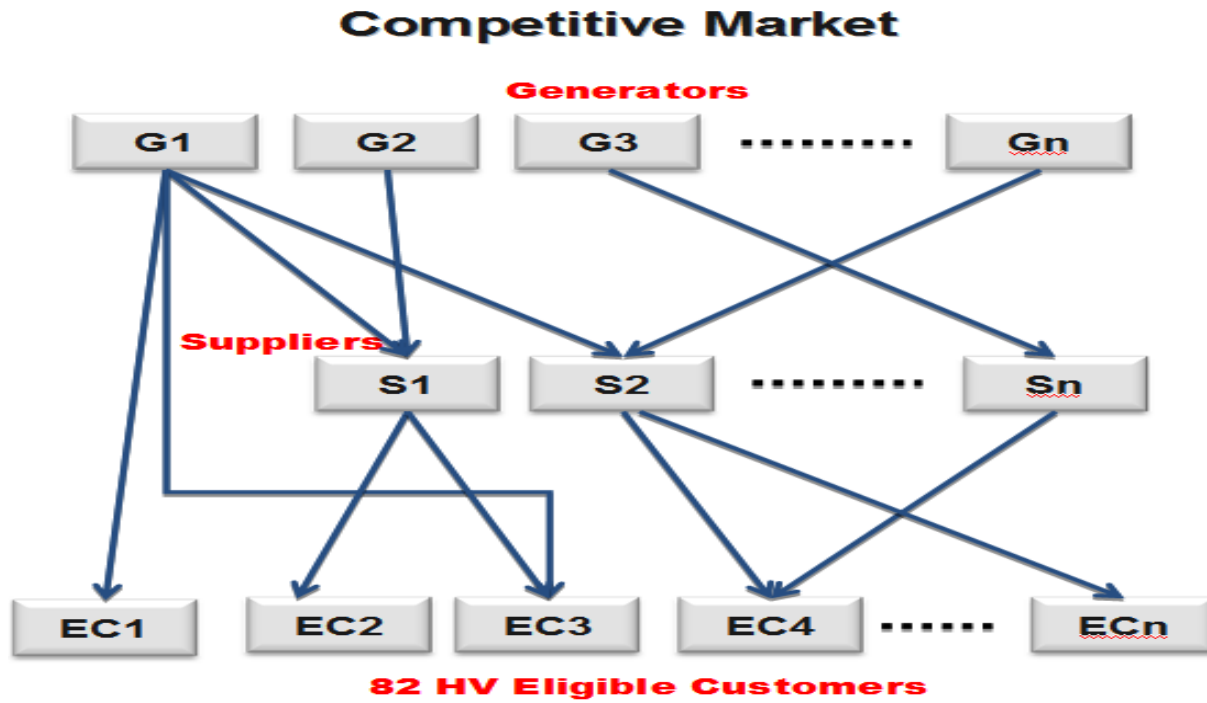 Competitive Market
Generators
G1 G2 G3 Gn
Suppliers
S1 S2 Sn
EC1 EC2 EC3 EC4 ECn
82 HV Eligible Customers